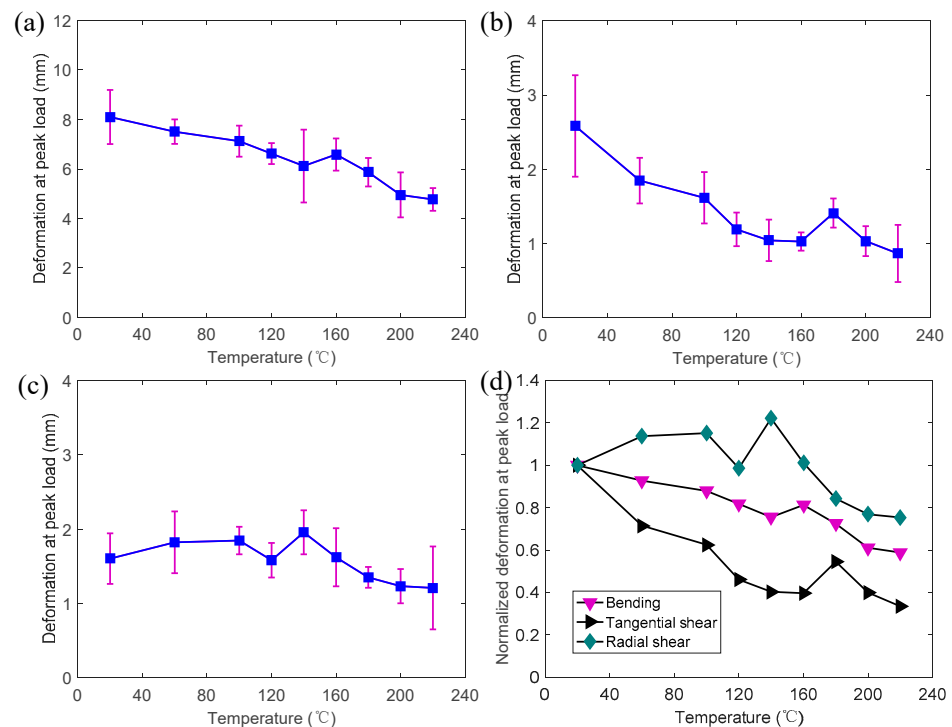 (a)
Deformation at peak load (mm)
12
10
8
6
4
2
0
0 40 80 120 160 200 240
Temperature (℃)
(b)
Deformation at peak load (mm)
4
3
2
1
0
0 40 80 120 160 200 240
Temperature (℃)
(c)
Deformation at peak load (mm)
4
3
2
1
0
0 40 80 120 160 200 240
Temperature (℃)
(d)
Normalized deformation at peak load
1.4
1.2
1
0.8
0.6
0.4
0.2
0
Bending
Tangential shear
Radial shear
0 40 80 120 160 200 240
Temperature (℃)